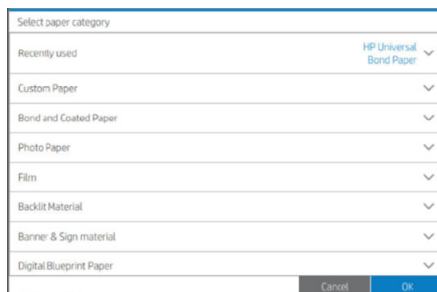 Select paper category
Recently used
HP Universal
Bond Paper
Custom Paper
Bond and Coated Paper
Photo Paper
Film
Backlit Material
Banner & Sign material
Digital Blueprint Paper
Cancel
OK